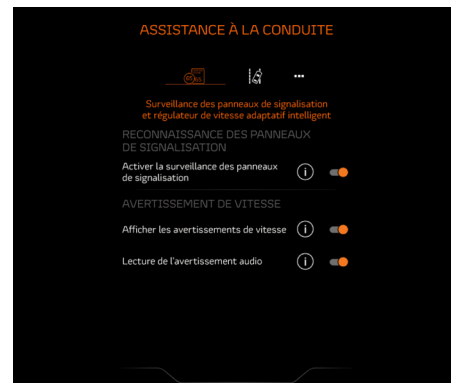 ASSISTANCE À LA CONDUITE
Surveillance des panneaux de signalisation
et régulateur de vitesse adaptatif intelligent
RECONNAISSANCE DES PANNEAUX
DE SIGNALISATION
Activer la surveillance des panneaux
de signalisation
AVERTISSEMENT DE VITESSE
Afficher les avertissements de vitesse
Lecture de l'avertissement audio